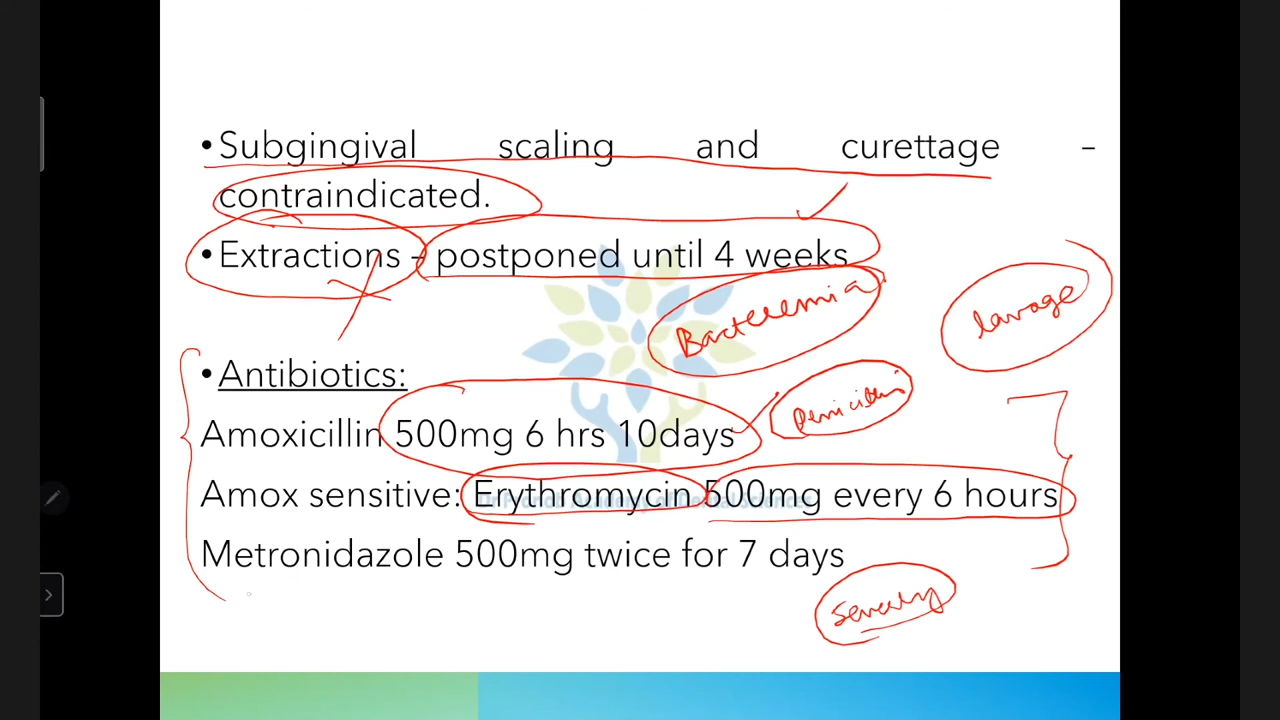 • Subgingival scaling and curettage –
contraindicated.
• Extractions – postponed until 4 weeks
Bacteremia
lavage
• Antibiotics:
Amoxicillin 500mg 6 hrs 10days
Penicillin
Amox sensitive: Erythromycin 500mg every 6 hours
Metronidazole 500mg twice for 7 days